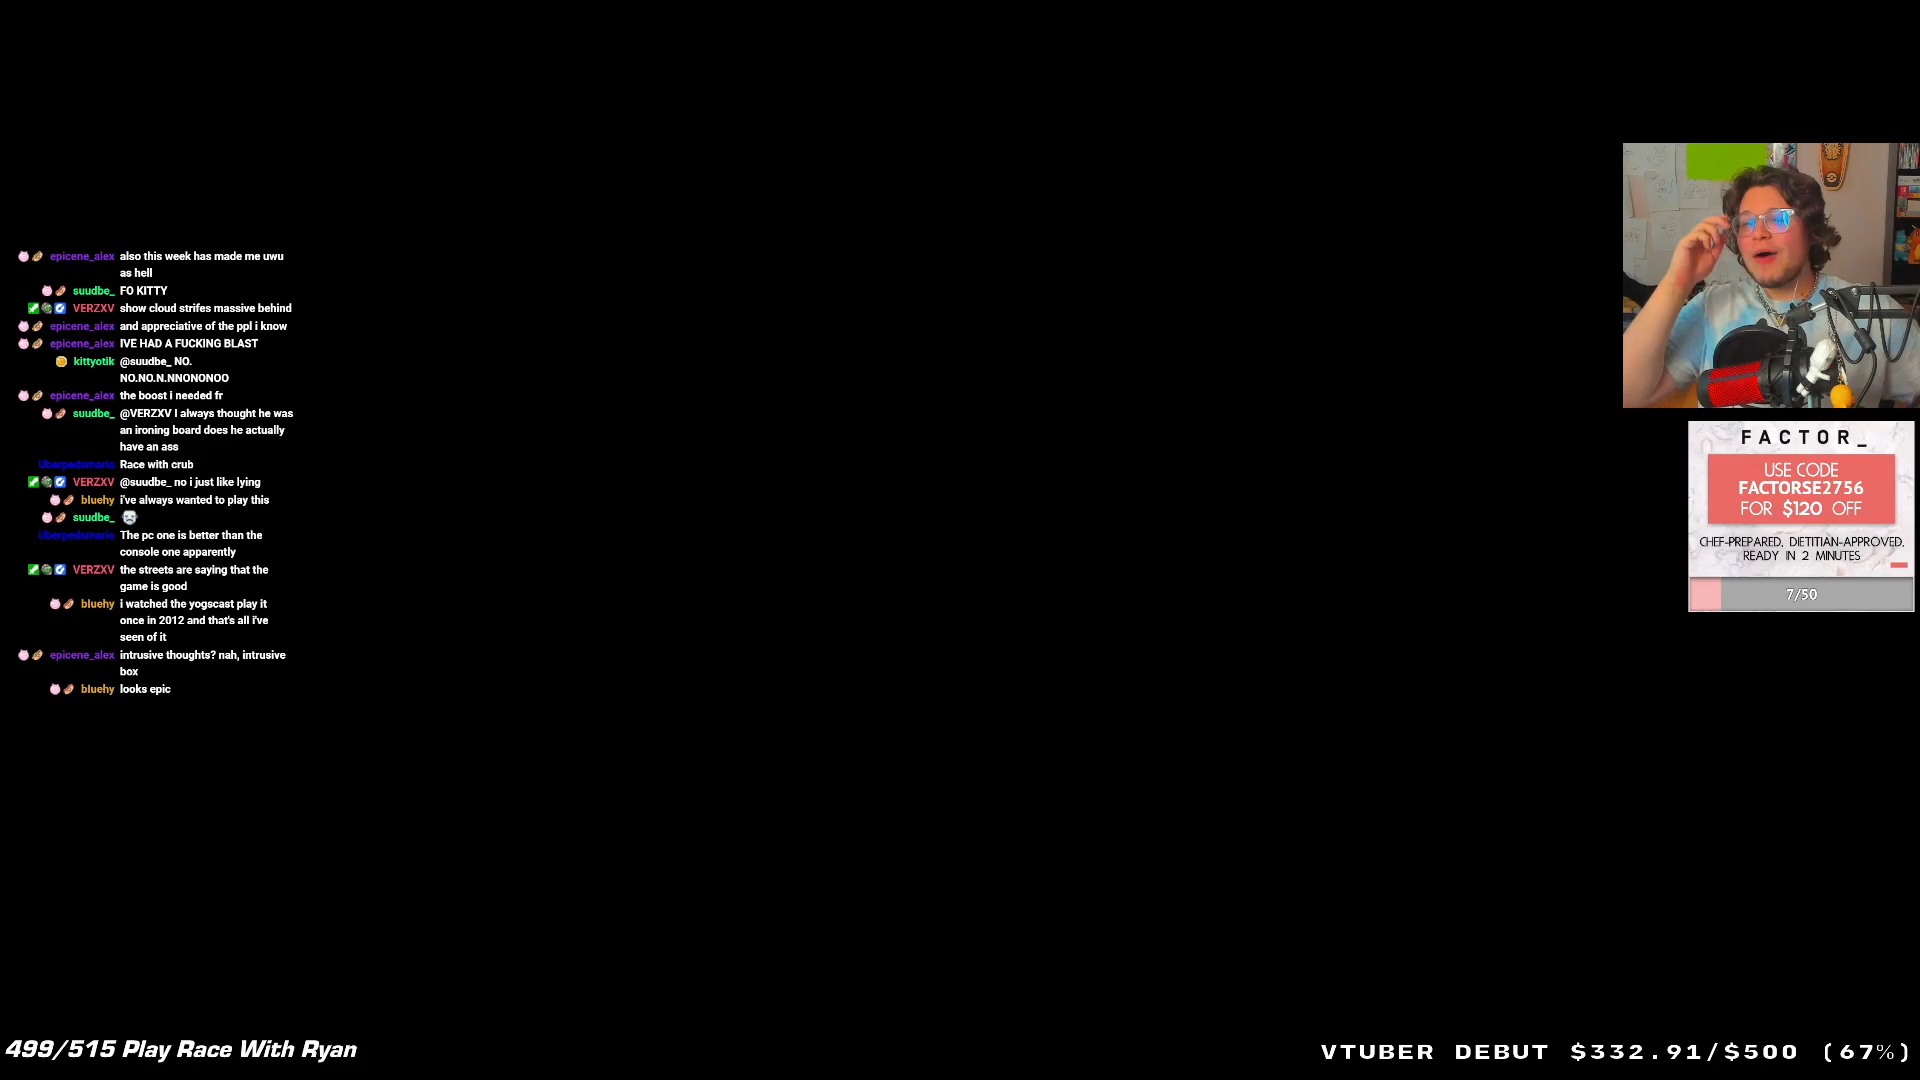 epicene_alex also this week has made me uwu
as hell
suudbe_ FO KITTY
VERZXV show cloud strifes massive behind
epicene_alex and appreciative of the ppl i know
epicene_alex IVE HAD A FUCKING BLAST
kittyotik @suudbe_ NO.
NO.NO.N.NNONONOO
epicene_alex the boost i needed fr
suudbe_ @VERZXV I always thought he was
an ironing board does he actually
have an ass
Uberpedsmario Race with crub
VERZXV @suudbe_ no i just like lying
bluehy i've always wanted to play this
suudbe_
Uberpedsmario The pc one is better than the
console one apparently
VERZXV the streets are saying that the
game is good
bluehy i watched the yogscast play it
once in 2012 and that's all i've
seen of it
epicene_alex intrusive thoughts? nah, intrusive
box
bluehy looks epic
FACTOR_
USE CODE
FACTORSE2756
FOR $120 OFF
CHEF-PREPARED, DIETITIAN-APPROVED,
READY IN 2 MINUTES
7/50
499/515 Play Race With Ryan
VTUBER DEBUT $332.91/$500 (67%)